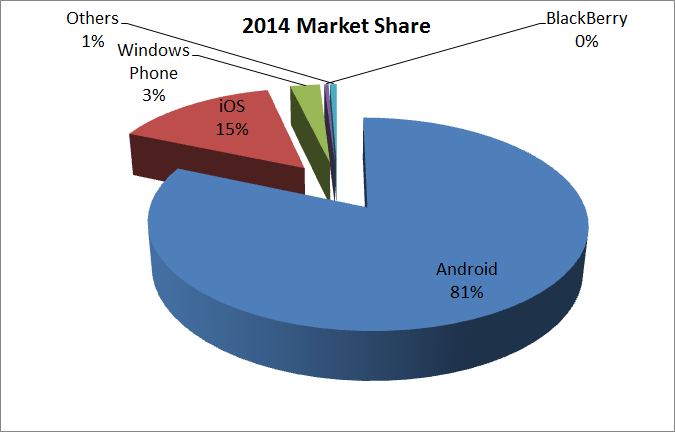 2014 Market Share
Others
1%
Windows
Phone
3%
iOS
15%
BlackBerry
0%
Android
81%